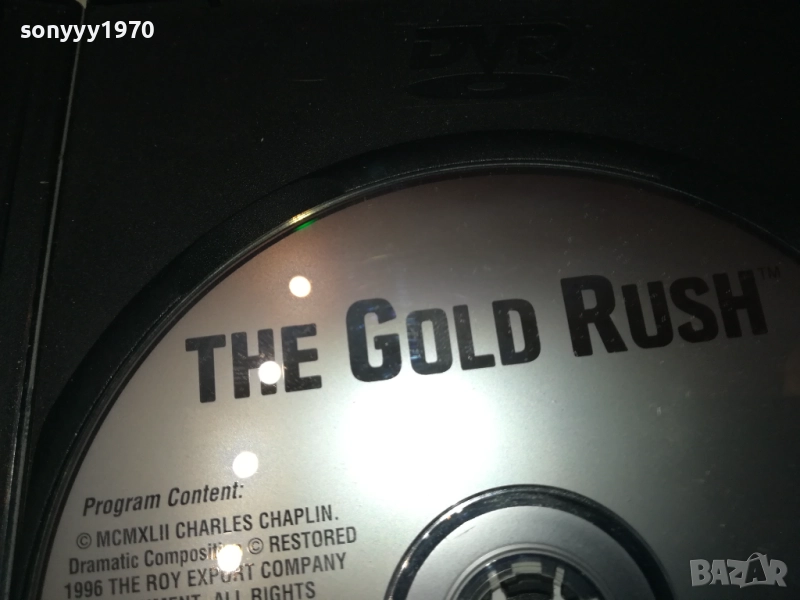 sonyyy1970
DVD
THE GOLD RUSH™
Program Content:
© MCMXLII CHARLES CHAPLIN.
Dramatic Composition © RESTORED
1996 THE ROY EXPORT COMPANY
ALL RIGHTS
BAZAR